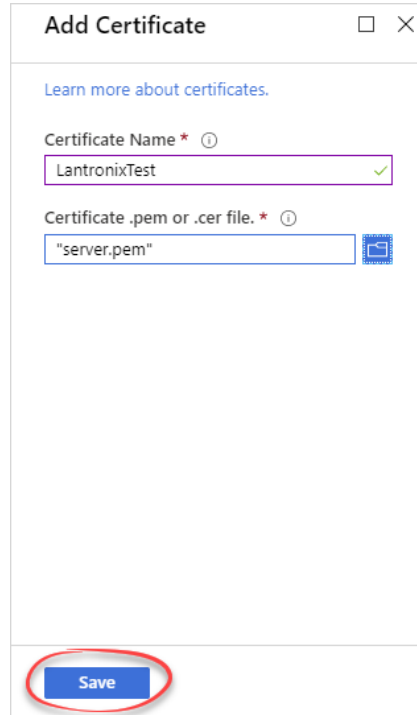 Add Certificate
Learn more about certificates.
Certificate Name *
LantronixTest
Certificate .pem or .cer file. *
"server.pem"
Save